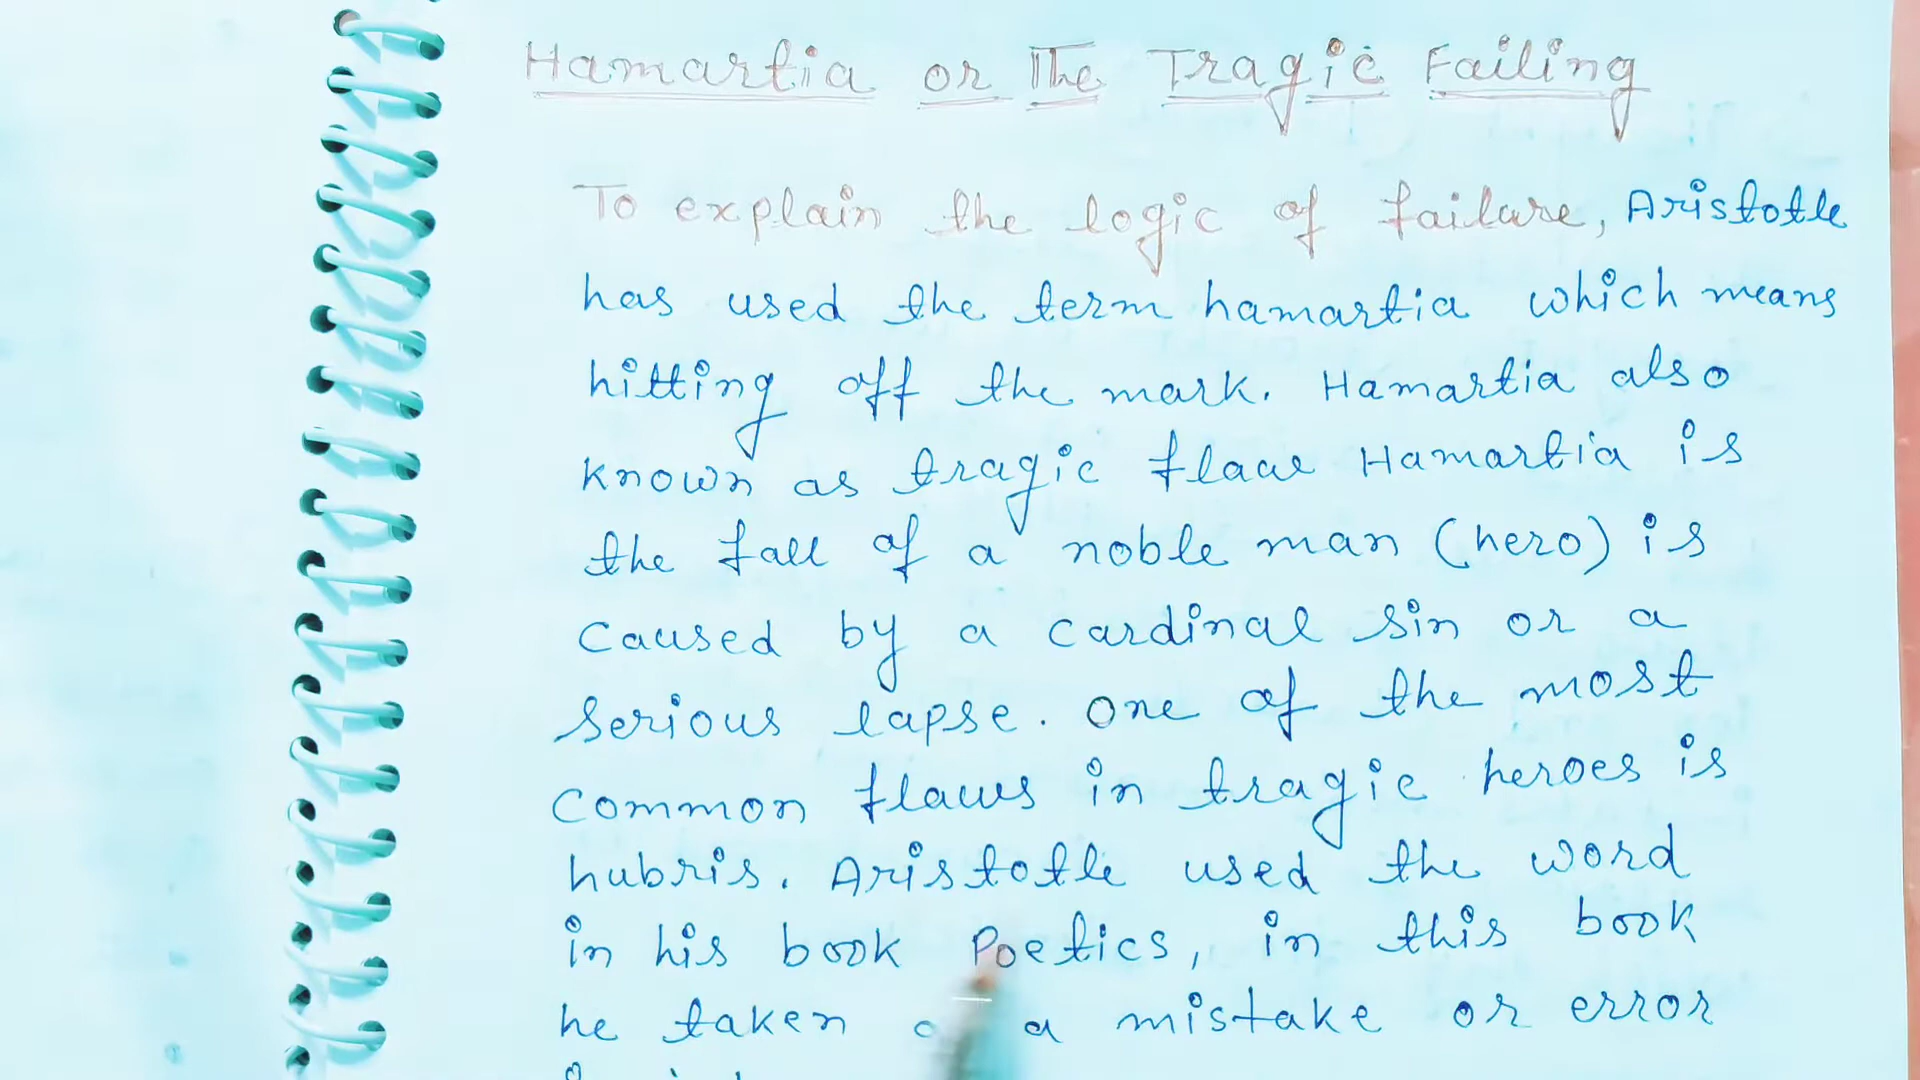 Hamartia or The Tragic Failing
To explain the logic of failure, Aristotle
has used the term hamartia which means
hitting off the mark. Hamartia also
known as tragic flaw Hamartia is
the fall of a noble man (hero) is
caused by a cardinal sin or a
serious lapse. One of the most
common flaws in tragic heroes is
hubris. Aristotle used the word
in his book Poetics, in this book
he taken a mistake or error